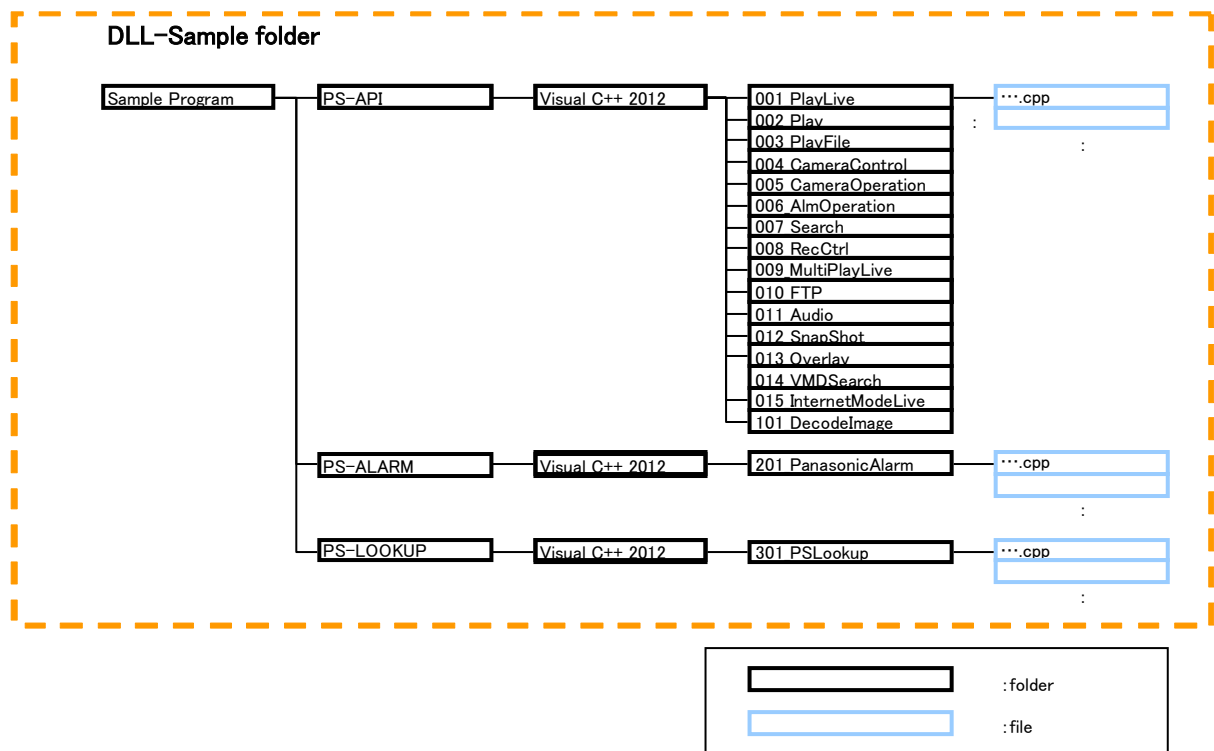 DLL-Sample folder
Sample Program
PS-API
Visual C++ 2012
001 PlayLive
….cpp
002 Play
:
003 PlayFile
:
004 CameraControl
005 CameraOperation
006 AlmOperation
007 Search
008 RecCtrl
009 MultiPlayLive
010 FTP
011 Audio
012 SnapShot
013 Overlay
014 VMDSearch
015 InternetModeLive
101 DecodeImage
PS-ALARM
Visual C++ 2012
201 PanasonicAlarm
….cpp
:
PS-LOOKUP
Visual C++ 2012
301 PSLookup
….cpp
:
:folder
:file